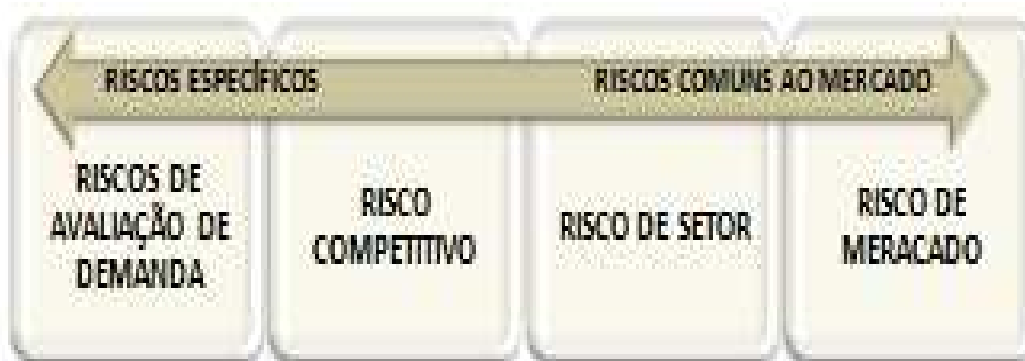 RISCOS ESPECÍFICOS
RISCOS COMUNS AO MERCADO
RISCOS DE
AVALIAÇÃO DE
DEMANDA
RISCO
COMPETITIVO
RISCO DE SETOR
RISCO DE
MERACADO